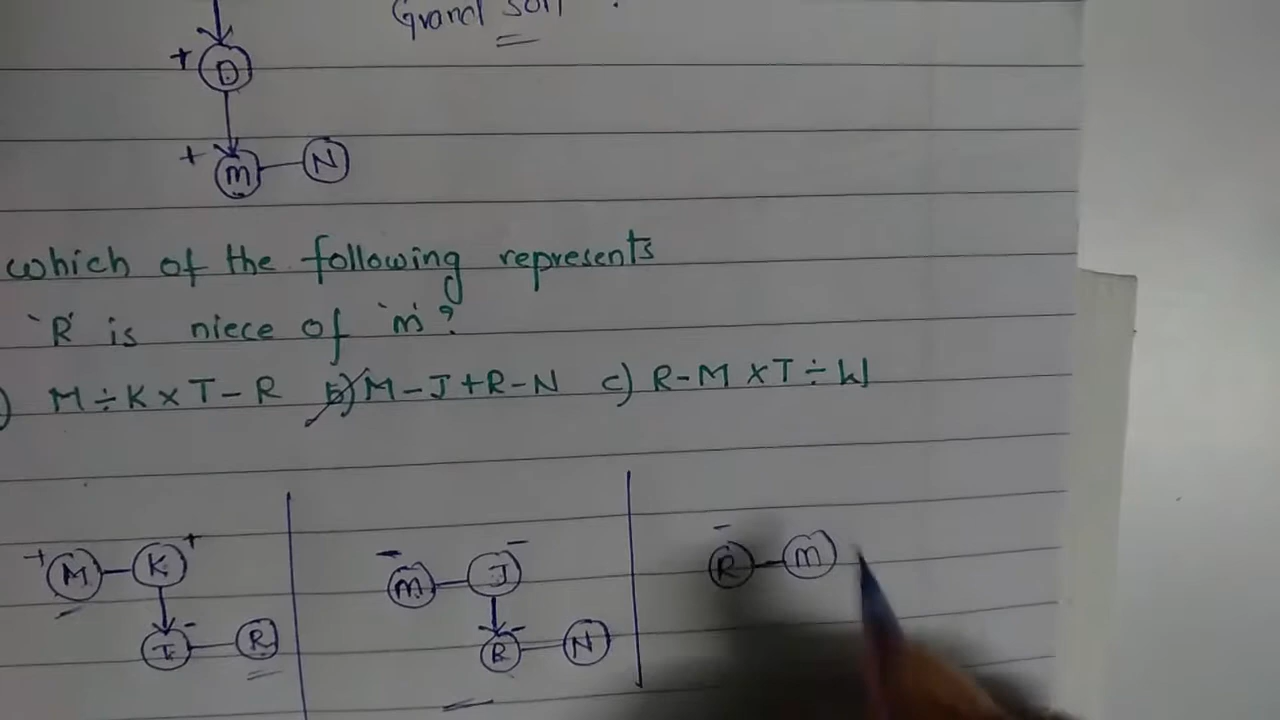 Grand Son
+ D
+ M N
which of the following represents
`R' is niece of `m'?
) M ÷ K × T - R b) M - J + R - N c) R - M × T ÷ W
+ M K + - M J - - R M
I - R R - N